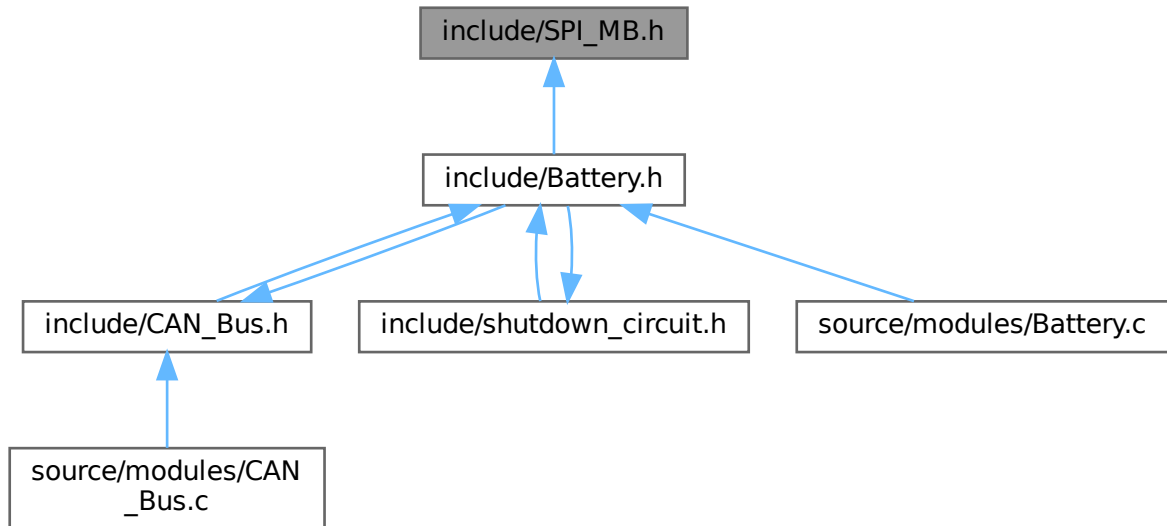 include/SPI_MB.h
include/Battery.h
include/CAN_Bus.h
include/shutdown_circuit.h
source/modules/Battery.c
source/modules/CAN
_Bus.c